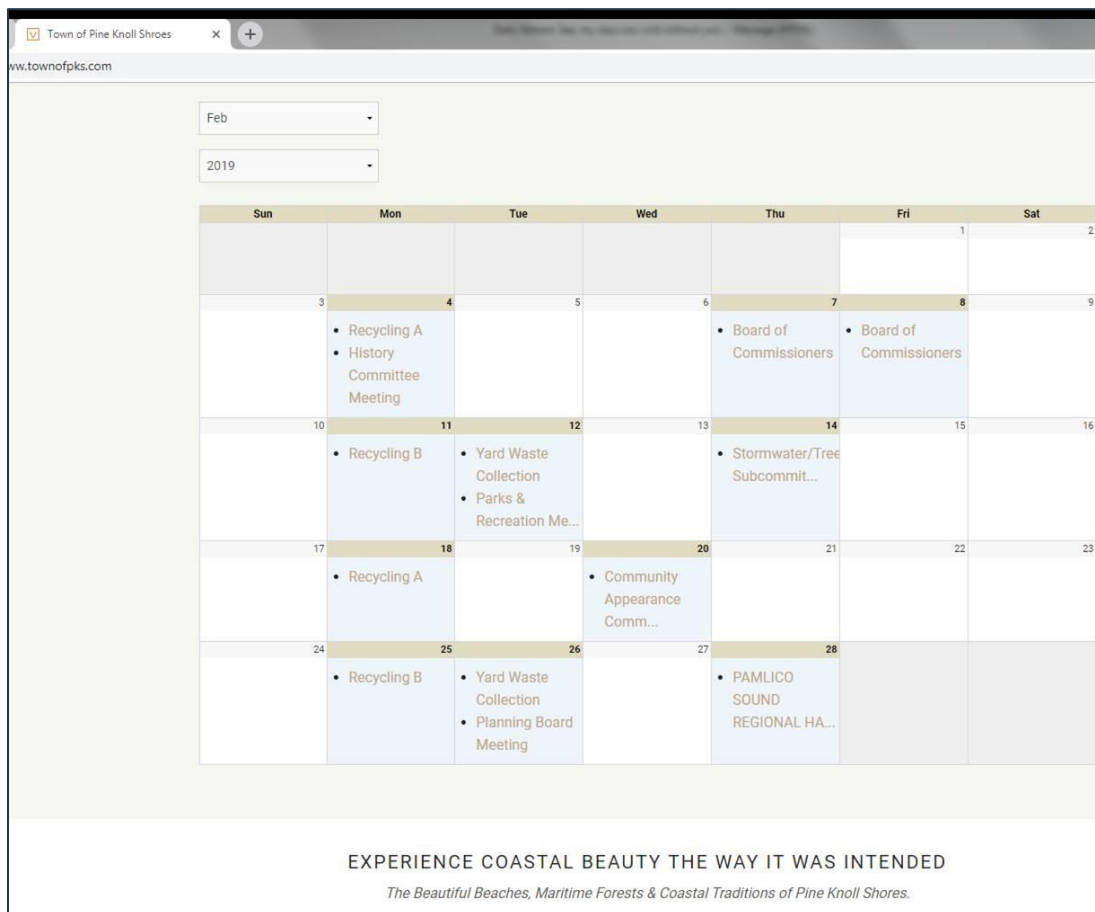 Town of Pine Knoll Shroes
ww.townofpks.com
Feb
2019
Sun Mon Tue Wed Thu Fri Sat
1 2
3 4 5 6 7 8 9
Recycling A
History
Committee
Meeting
Board of
Commissioners
Board of
Commissioners
10 11 12 13 14 15 16
Recycling B
Yard Waste
Collection
Parks &
Recreation Me...
Stormwater/Tree
Subcommit...
17 18 19 20 21 22 23
Recycling A
Community
Appearance
Comm...
24 25 26 27 28
Recycling B
Yard Waste
Collection
Planning Board
Meeting
PAMLICO
SOUND
REGIONAL HA...
EXPERIENCE COASTAL BEAUTY THE WAY IT WAS INTENDED
The Beautiful Beaches, Maritime Forests & Coastal Traditions of Pine Knoll Shores.